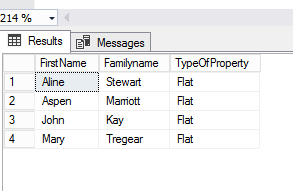 214 %
Results Messages
FirstName Familyname TypeOfProperty
1 Aline Stewart Flat
2 Aspen Marriott Flat
3 John Kay Flat
4 Mary Tregear Flat